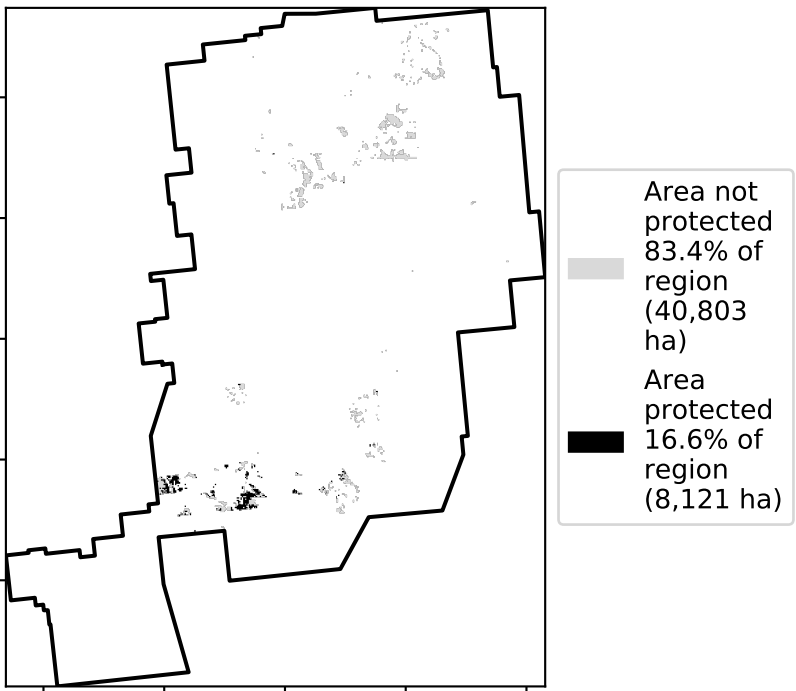 Area not
protected
83.4% of
region
(40,803
ha)
Area
protected
16.6% of
region
(8,121 ha)